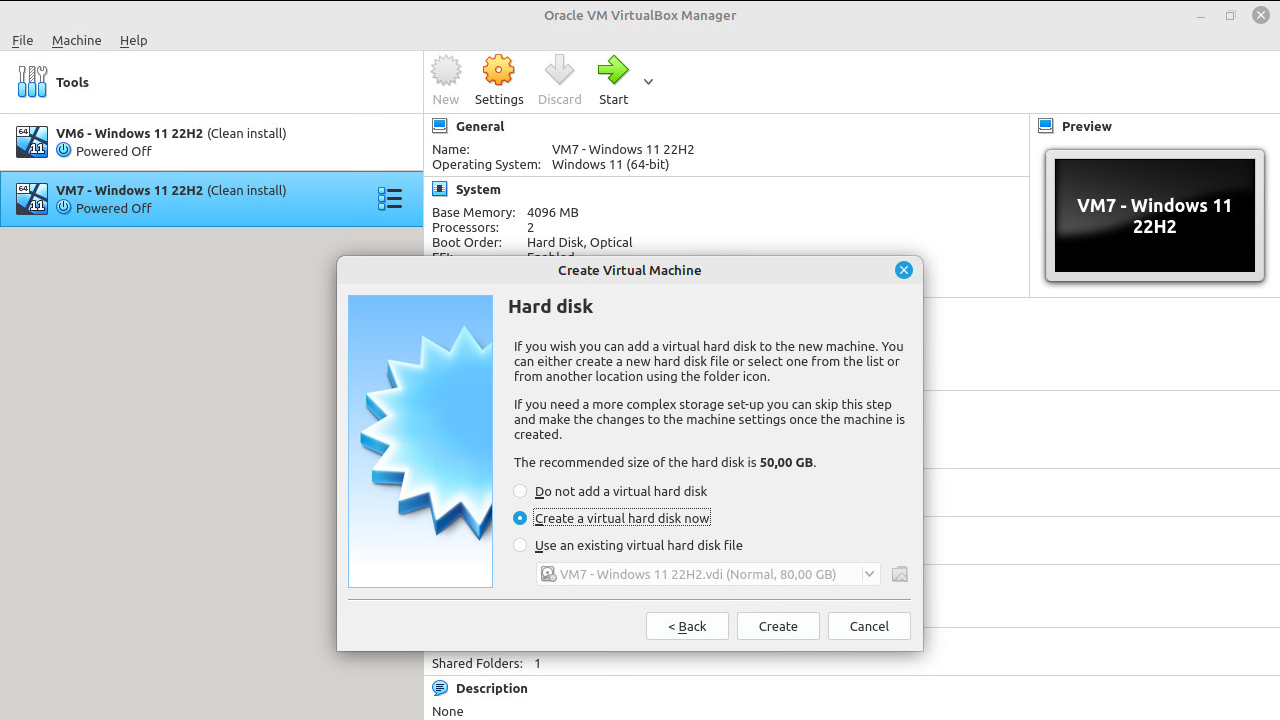 Oracle VM VirtualBox Manager
File Machine Help
Tools
New Settings Discard Start
64 11 VM6 - Windows 11 22H2 (Clean install)
Powered Off
64 11 VM7 - Windows 11 22H2 (Clean install)
Powered Off
General
Name: VM7 - Windows 11 22H2
Operating System: Windows 11 (64-bit)
System
Base Memory: 4096 MB
Processors: 2
Boot Order: Hard Disk, Optical
Preview
VM7 - Windows 11
22H2
Create Virtual Machine
Hard disk
If you wish you can add a virtual hard disk to the new machine. You
can either create a new hard disk file or select one from the list or
from another location using the folder icon.
If you need a more complex storage set-up you can skip this step
and make the changes to the machine settings once the machine is
created.
The recommended size of the hard disk is 50,00 GB.
Do not add a virtual hard disk
Create a virtual hard disk now
Use an existing virtual hard disk file
VM7 - Windows 11 22H2.vdi (Normal, 80,00 GB)
< Back Create Cancel
Shared Folders: 1
Description
None